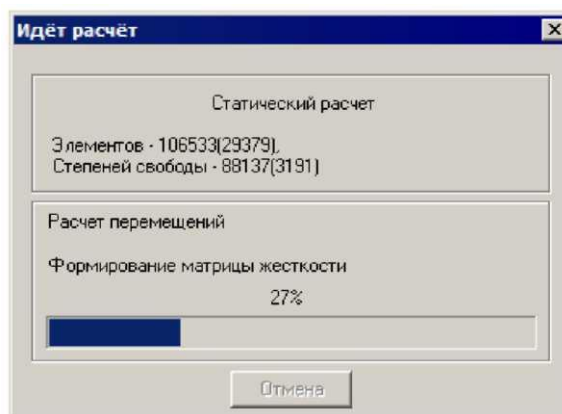 Идёт расчёт
Статический расчет
Элементов - 106533(29379),
Степеней свободы - 88137(3191)
Расчет перемещений
Формирование матрицы жесткости
27%
Отмена